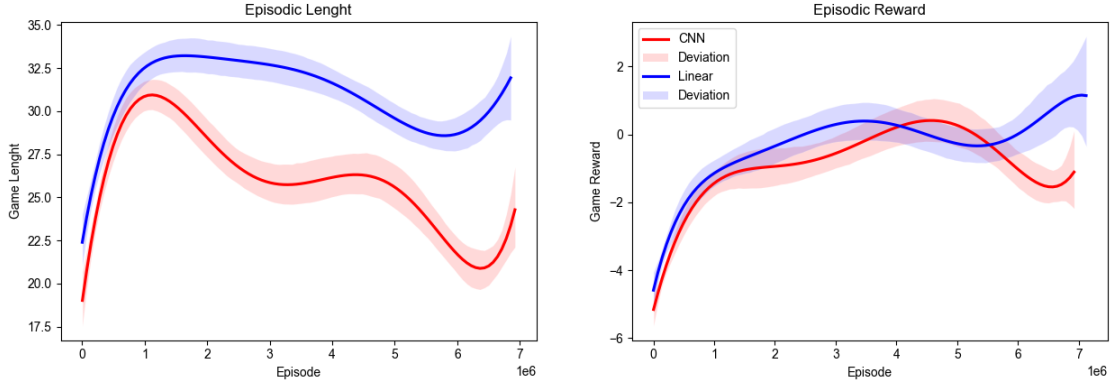 Episodic Lenght
35.0
32.5
30.0
27.5
25.0
22.5
20.0
17.5
Game Lenght
0 1 2 3 4 5 6 7
1e6
Episode
Episodic Reward
CNN
Deviation
Linear
Deviation
2
0
−2
−4
−6
Game Reward
0 1 2 3 4 5 6 7
1e6
Episode